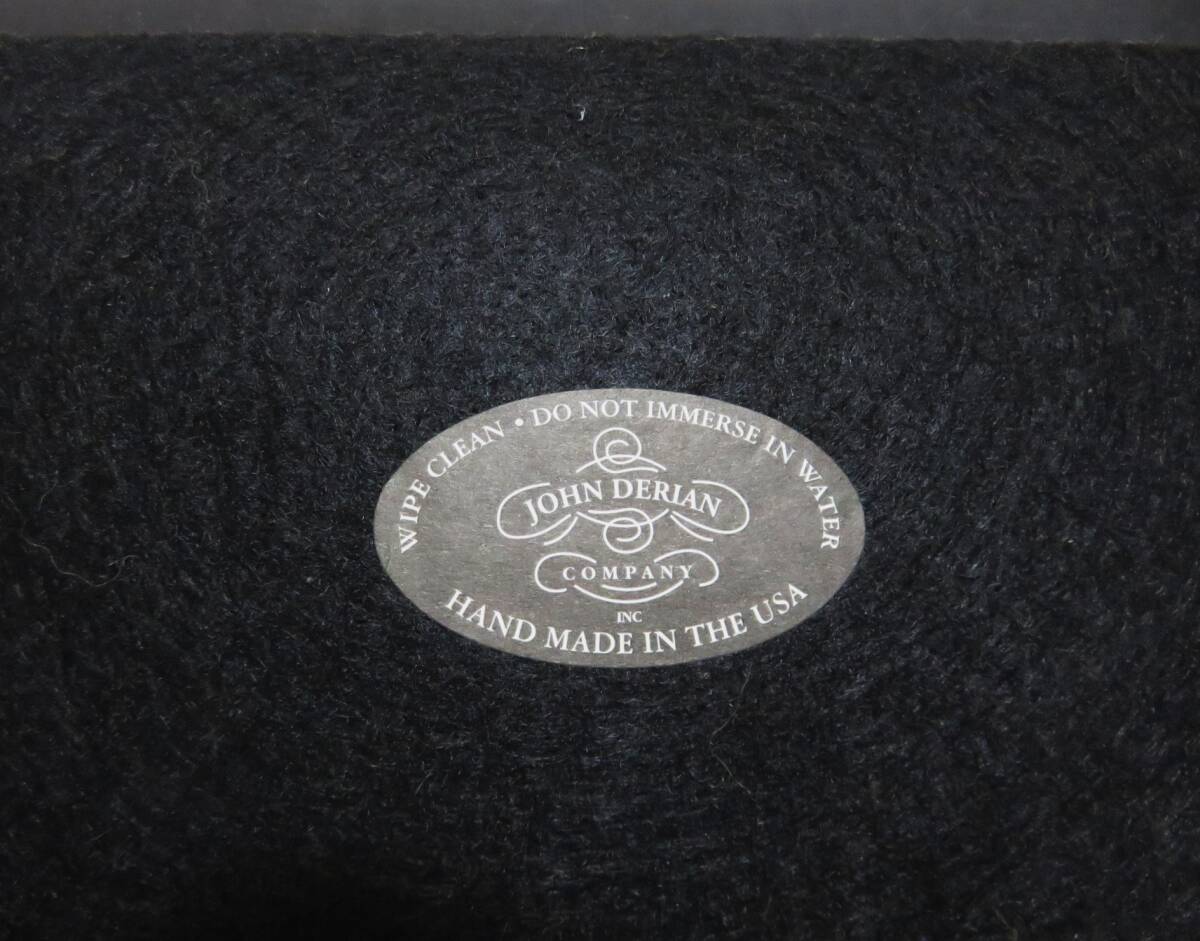 WIPE CLEAN • DO NOT IMMERSE IN WATER
JOHN DERIAN
COMPANY
INC
HAND MADE IN THE USA